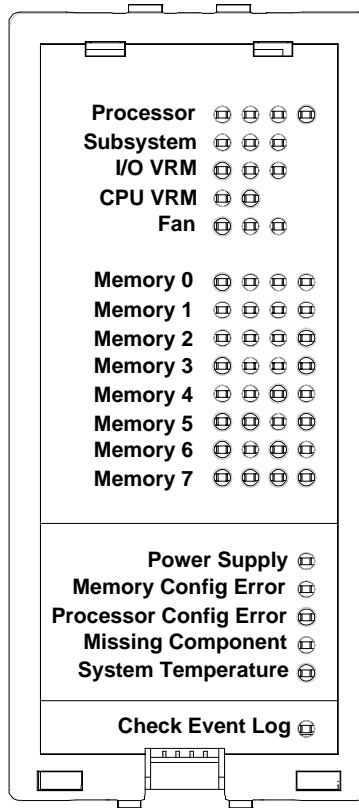 Processor
Subsystem
I/O VRM
CPU VRM
Fan
Memory 0
Memory 1
Memory 2
Memory 3
Memory 4
Memory 5
Memory 6
Memory 7
Power Supply
Memory Config Error
Processor Config Error
Missing Component
System Temperature
Check Event Log